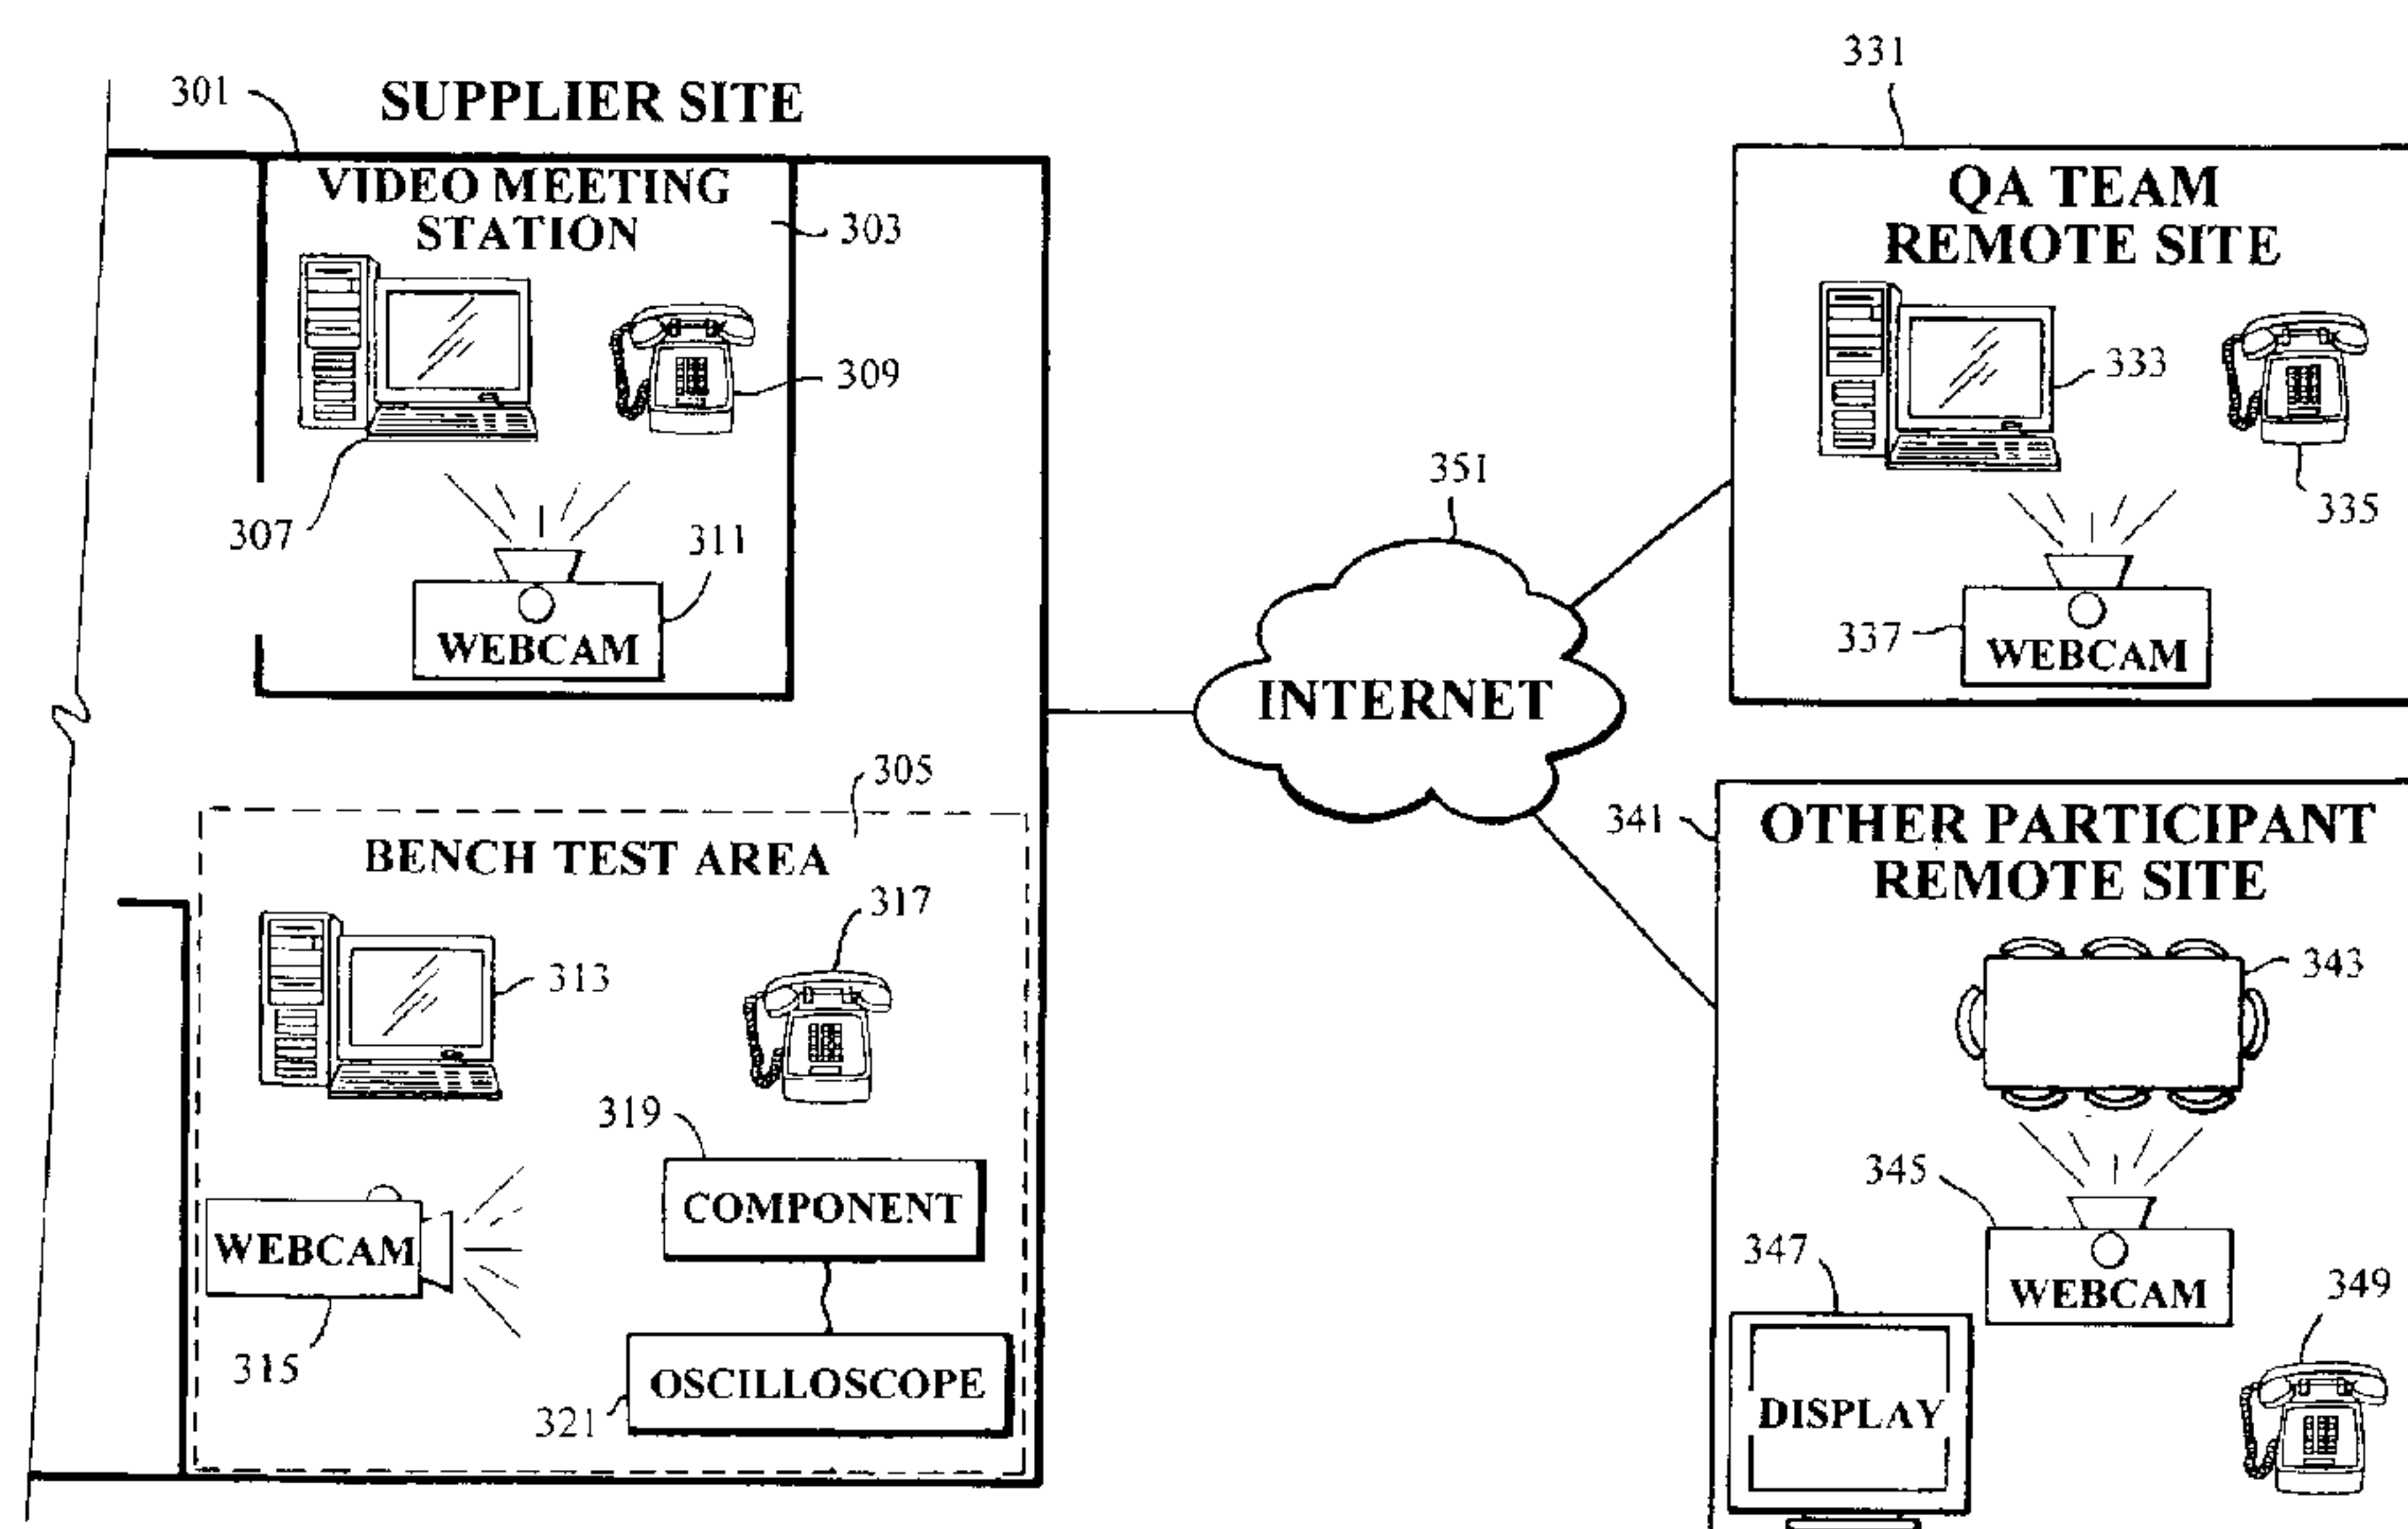 301
SUPPLIER SITE
VIDEO MEETING
STATION
303
309
307
311
WEBCAM
305
BENCH TEST AREA
317
313
319
COMPONENT
WEBCAM
315
OSCILLOSCOPE
321
351
INTERNET
331
QA TEAM
REMOTE SITE
333
335
337
WEBCAM
341
OTHER PARTICIPANT
REMOTE SITE
343
345
WEBCAM
347
DISPLAY
349